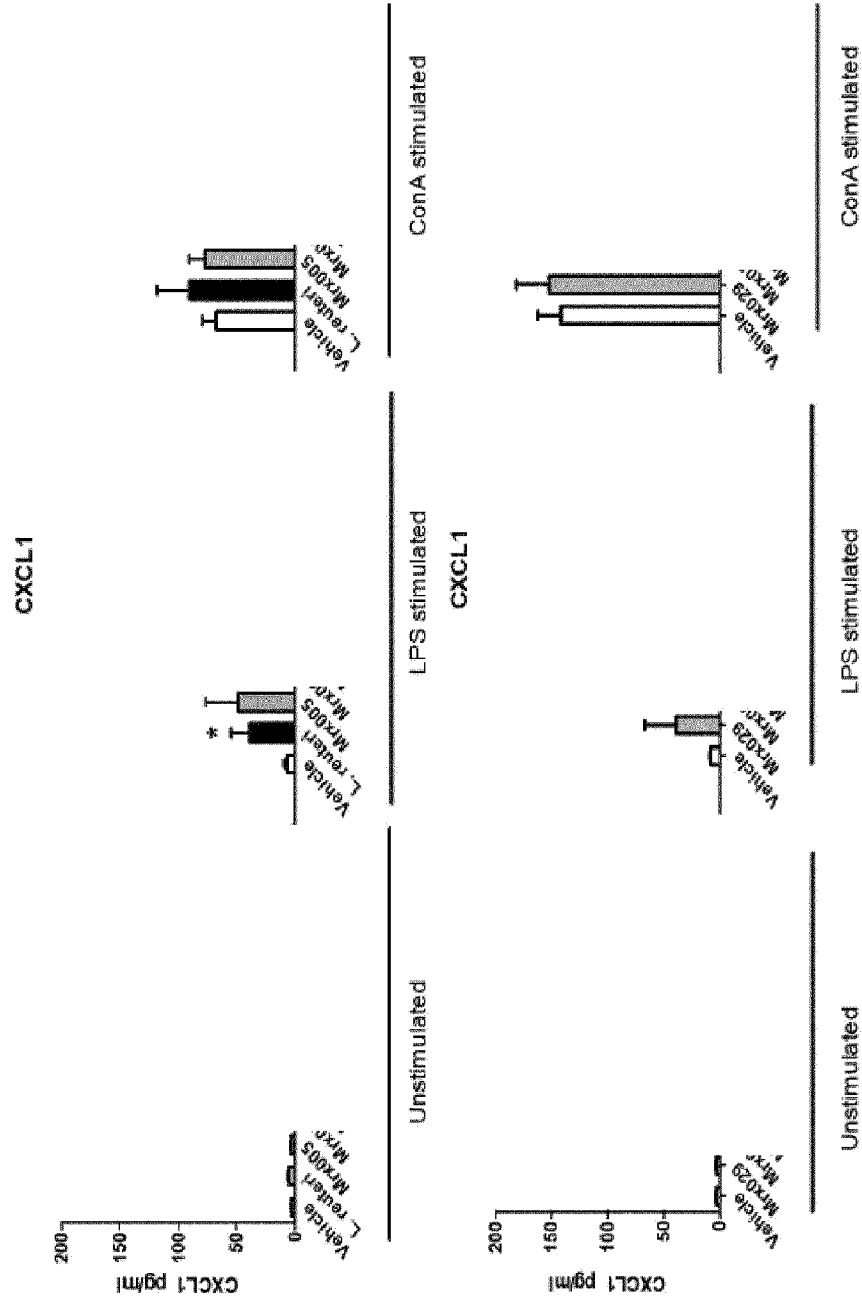 CXCL1
CXCL1 pg/ml
200
150
100
50
0
Vehicle
L. reuteri
Mrx005
Unstimulated
*
Vehicle
L. reuteri
Mrx005
LPS stimulated
Vehicle
L. reuteri
Mrx005
ConA stimulated
CXCL1
CXCL1 pg/ml
200
150
100
50
0
Vehicle
Mrx029
Unstimulated
Vehicle
Mrx029
LPS stimulated
Vehicle
Mrx029
ConA stimulated